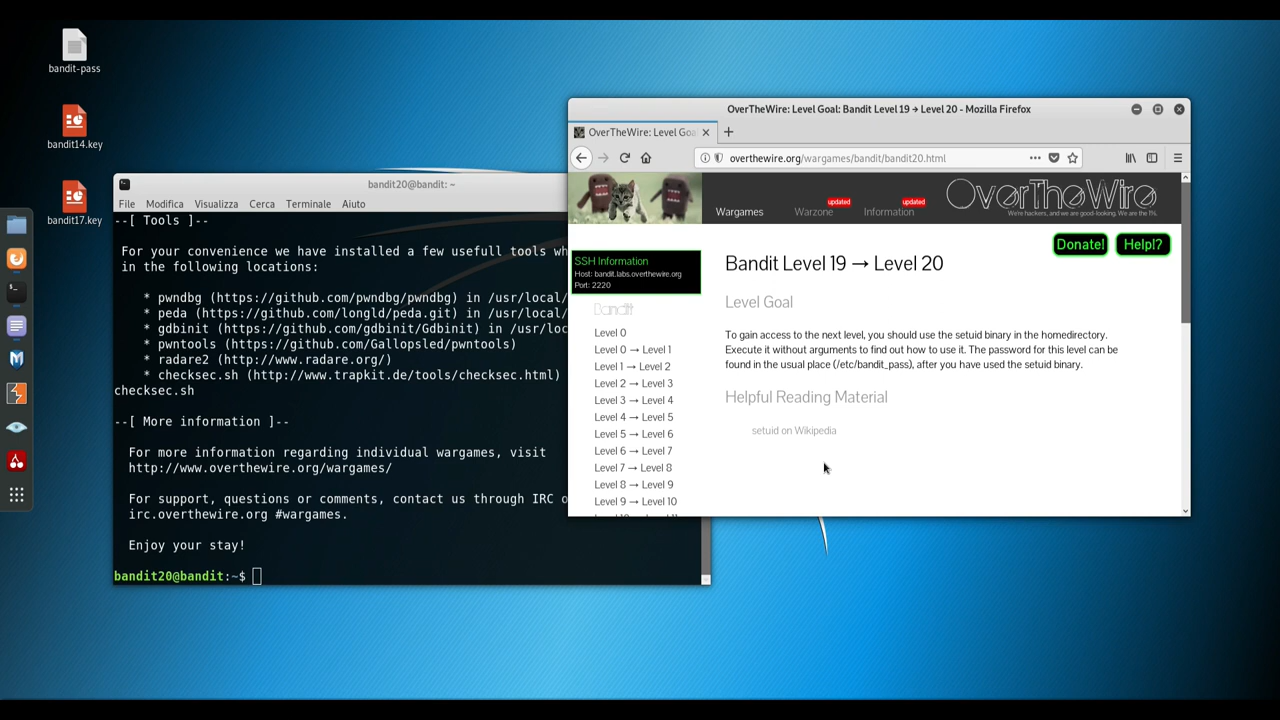 bandit-pass
bandit14.key
bandit17.key
bandit20@bandit: ~
File Modifica Visualizza Cerca Terminale Aiuto
--[ Tools ]--
For your convenience we have installed a few usefull tools wh
in the following locations:
* pwndbg (https://github.com/pwndbg/pwndbg) in /usr/local/
* peda (https://github.com/longld/peda.git) in /usr/local/
* gdbinit (https://github.com/gdbinit/Gdbinit) in /usr/loc
* pwntools (https://github.com/Gallopsled/pwntools)
* radare2 (http://www.radare.org/)
* checksec.sh (http://www.trapkit.de/tools/checksec.html)
checksec.sh
--[ More information ]--
For more information regarding individual wargames, visit
http://www.overthewire.org/wargames/
For support, questions or comments, contact us through IRC o
irc.overthewire.org #wargames.
Enjoy your stay!
bandit20@bandit:~$
OverTheWire: Level Goal: Bandit Level 19 → Level 20 - Mozilla Firefox
OverTheWire: Level Goa
overthewire.org/wargames/bandit/bandit20.html
Wargames
Warzone updated
Information updated
OverTheWire
We're hackers, and we are good-looking. We are the 1%.
Donate! Help!?
SSH Information
Host: bandit.labs.overthewire.org
Port: 2220
Bandit
Level 0
Level 0 → Level 1
Level 1 → Level 2
Level 2 → Level 3
Level 3 → Level 4
Level 4 → Level 5
Level 5 → Level 6
Level 6 → Level 7
Level 7 → Level 8
Level 8 → Level 9
Level 9 → Level 10
Bandit Level 19 → Level 20
Level Goal
To gain access to the next level, you should use the setuid binary in the homedirectory.
Execute it without arguments to find out how to use it. The password for this level can be
found in the usual place (/etc/bandit_pass), after you have used the setuid binary.
Helpful Reading Material
setuid on Wikipedia